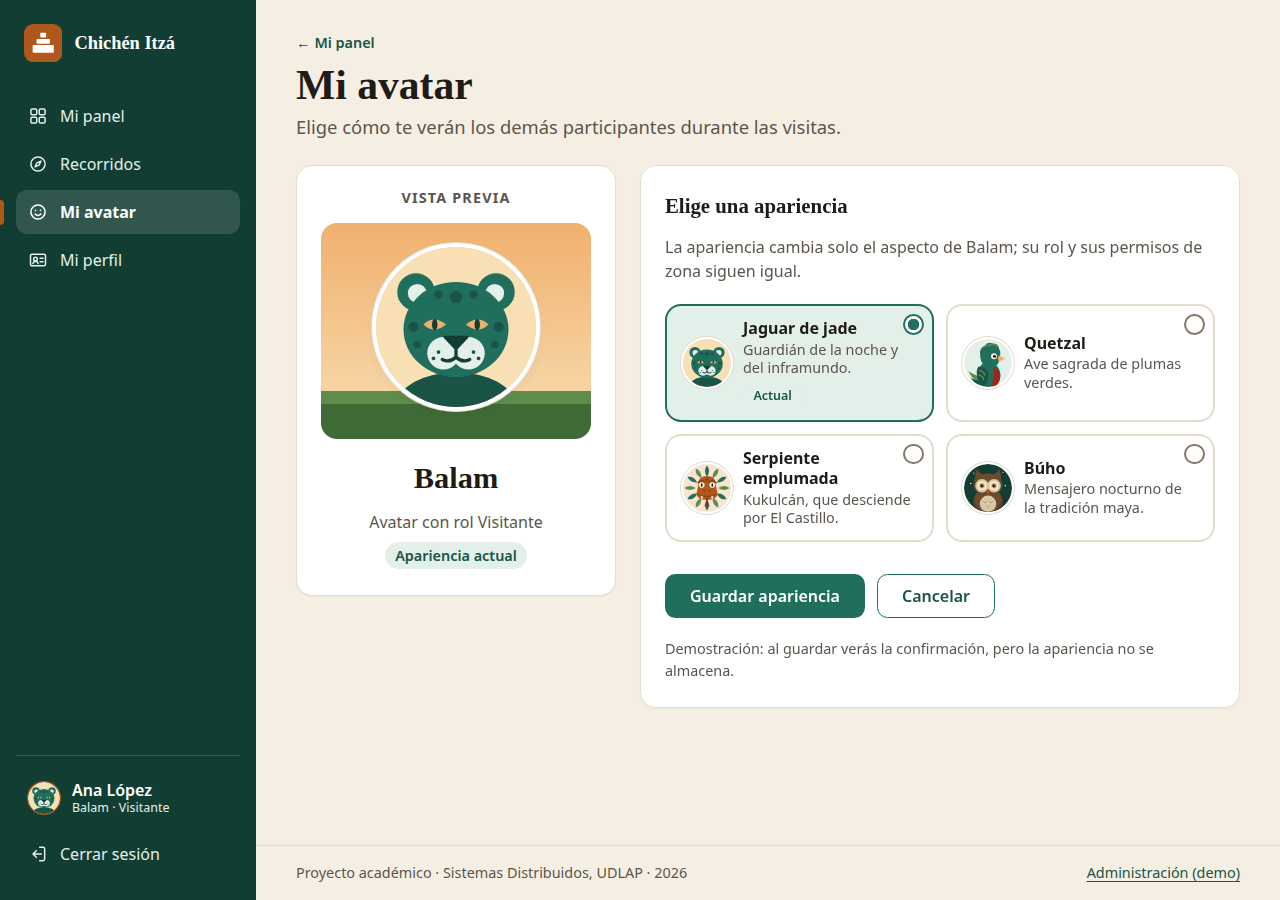 Chichén Itzá
Mi panel
Recorridos
Mi avatar
Mi perfil
Ana López
Balam · Visitante
Cerrar sesión
← Mi panel
Mi avatar
Elige cómo te verán los demás participantes durante las visitas.
VISTA PREVIA
Balam
Avatar con rol Visitante
Apariencia actual
Elige una apariencia
La apariencia cambia solo el aspecto de Balam; su rol y sus permisos de
zona siguen igual.
Jaguar de jade
Guardián de la noche y
del inframundo.
Actual
Quetzal
Ave sagrada de plumas
verdes.
Serpiente
emplumada
Kukulcán, que desciende
por El Castillo.
Búho
Mensajero nocturno de
la tradición maya.
Guardar apariencia
Cancelar
Demostración: al guardar verás la confirmación, pero la apariencia no se
almacena.
Proyecto académico · Sistemas Distribuidos, UDLAP · 2026
Administración (demo)